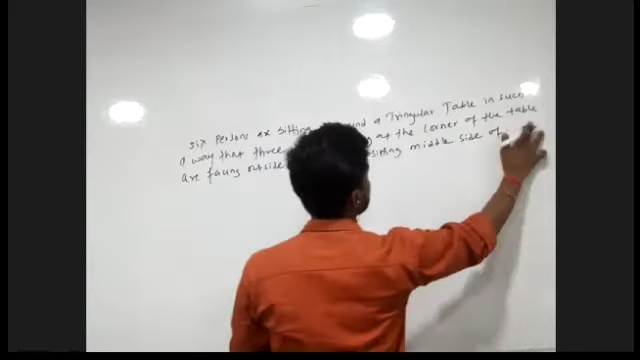 six persons are sitting a Triangular Table in such
a way that three at the corner of the table
are facing outside sitting middle side of